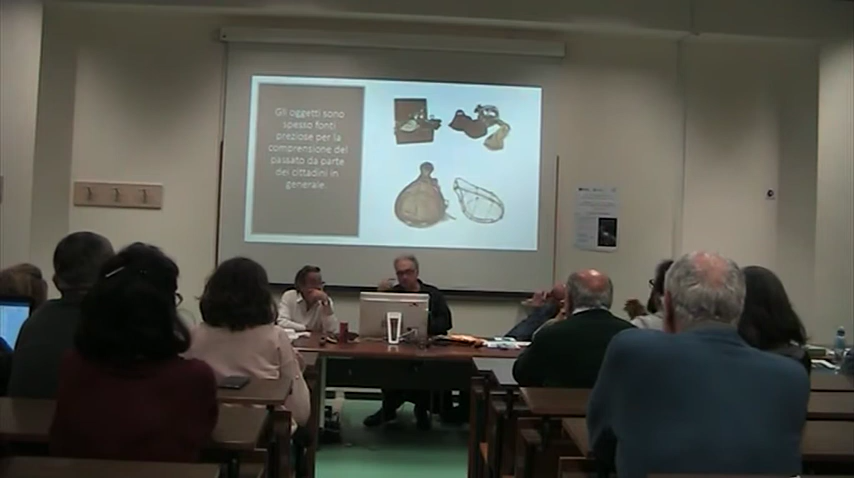 Gli oggetti sono
spesso fonti
preziose per la
comprensione del
passato da parte
dei cittadini in
generale.